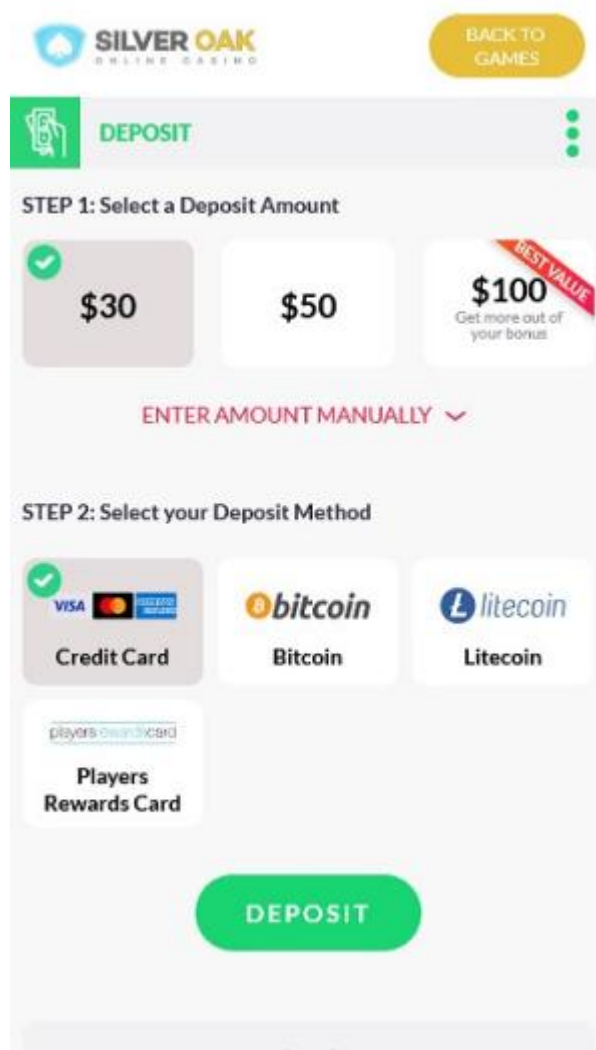 SILVER OAK
ONLINE CASINO
BACK TO
GAMES
DEPOSIT
STEP 1: Select a Deposit Amount
$30
$50
BEST VALUE
$100
Get more out of
your bonus
ENTER AMOUNT MANUALLY
STEP 2: Select your Deposit Method
VISA
Credit Card
bitcoin
Bitcoin
litecoin
Litecoin
players rewards card
Players
Rewards Card
DEPOSIT